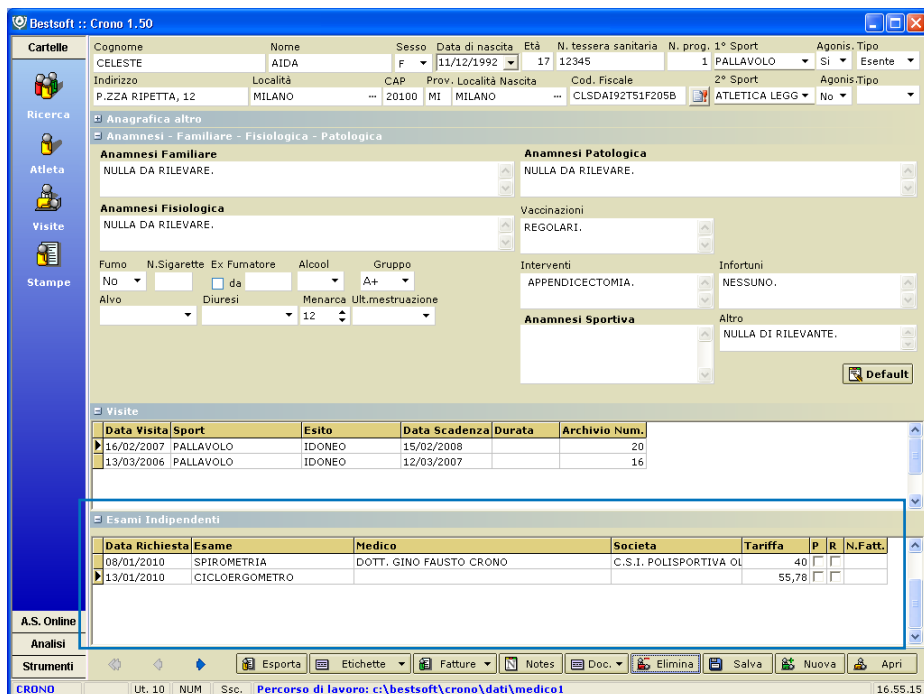 Bestsoft :: Crono 1.50
Cartelle
Ricerca
Atleta
Visite
Stampe
A.S. Online
Analisi
Strumenti
Cognome Nome Sesso Data di nascita Età N. tessera sanitaria N. prog. 1° Sport Agonis. Tipo
CELESTE AIDA F 11/12/1992 17 12345 1 PALLAVOLO Si Esente
Indirizzo Località CAP Prov. Località Nascita Cod. Fiscale 2° Sport Agonis. Tipo
P.ZZA RIPETTA, 12 MILANO ... 20100 MI MILANO ... CLSDAI92T51F205B ATLETICA LEGG No
Anagrafica altro
Anamnesi - Familiare - Fisiologica - Patologica
Anamnesi Familiare Anamnesi Patologica
NULLA DA RILEVARE. NULLA DA RILEVARE.
Anamnesi Fisiologica Vaccinazioni
NULLA DA RILEVARE. REGOLARI.
Fumo N.Sigarette Ex Fumatore Alcool Gruppo Interventi Infortuni
No da A+ APPENDICECTOMIA. NESSUNO.
Alvo Diuresi Menarca Ult.mestruazione Anamnesi Sportiva Altro
12 NULLA DI RILEVANTE.
Default
Visite
Data Visita Sport Esito Data Scadenza Durata Archivio Num.
16/02/2007 PALLAVOLO IDONEO 15/02/2008 20
13/03/2006 PALLAVOLO IDONEO 12/03/2007 16
Esami Indipendenti
Data Richiesta Esame Medico Societa Tariffa P R N.Fatt.
08/01/2010 SPIROMETRIA DOTT. GINO FAUSTO CRONO C.S.I. POLISPORTIVA OL 40
13/01/2010 CICLOERGOMETRO 55,78
Esporta Etichette Fatture Notes Doc. Elimina Salva Nuova Apri
CRONO Ut. 10 NUM Ssc. Percorso di lavoro: c:\bestsoft\crono\dati\medico1 16.55.15